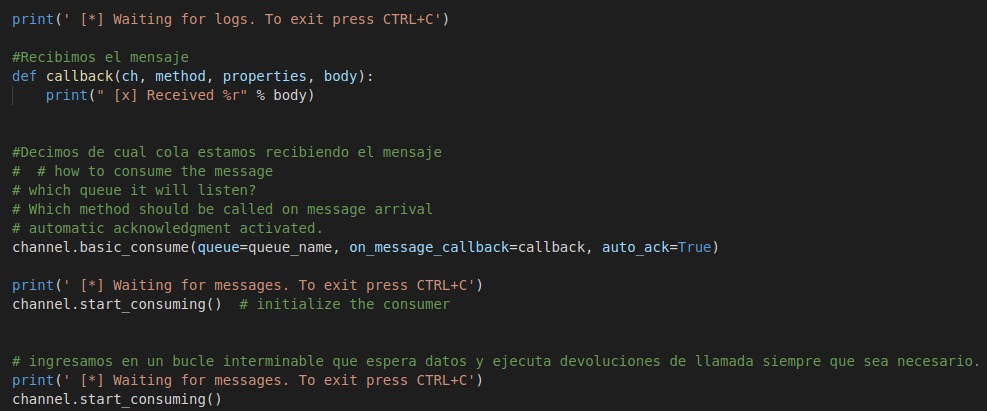 print(' [*] Waiting for logs. To exit press CTRL+C')
#Recibimos el mensaje
def callback(ch, method, properties, body):
print(" [x] Received %r" % body)
#Decimos de cual cola estamos recibiendo el mensaje
#  # how to consume the message
# which queue it will listen?
# Which method should be called on message arrival
# automatic acknowledgment activated.
channel.basic_consume(queue=queue_name, on_message_callback=callback, auto_ack=True)
print(' [*] Waiting for messages. To exit press CTRL+C')
channel.start_consuming()  # initialize the consumer
# ingresamos en un bucle interminable que espera datos y ejecuta devoluciones de llamada siempre que sea necesario.
print(' [*] Waiting for messages. To exit press CTRL+C')
channel.start_consuming()